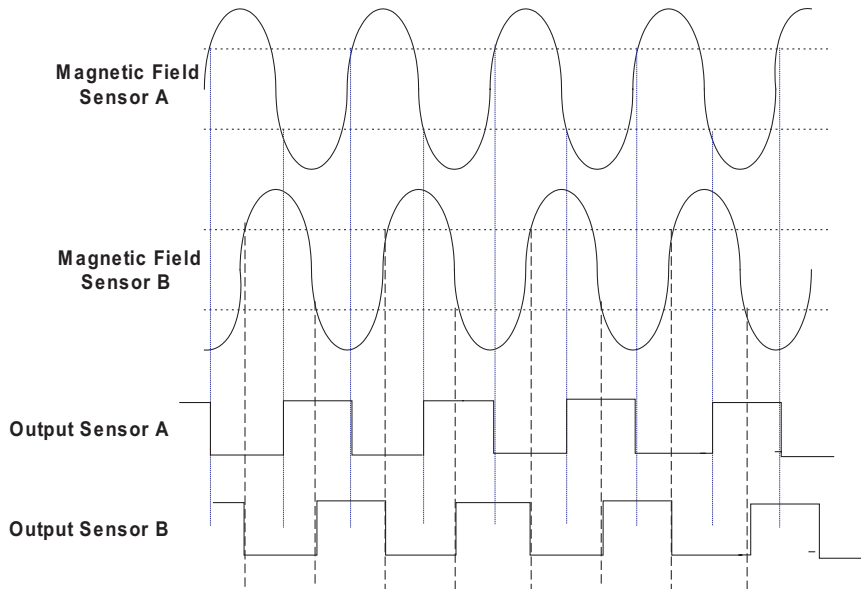 Magnetic Field
Sensor A
Magnetic Field
Sensor B
Output Sensor A
Output Sensor B